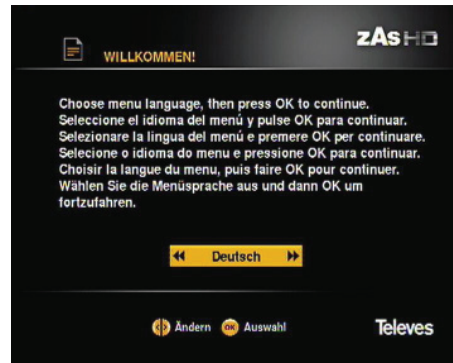 zAs HD
WILLKOMMEN!
Choose menu language, then press OK to continue.
Seleccione el idioma del menú y pulse OK para continuar.
Selezionare la lingua del menú e premere OK per continuare.
Selecione o idioma do menu e pressione OK para continuar.
Choisir la langue du menu, puis faire OK pour continuer.
Wählen Sie die Menüsprache aus und dann OK um
fortzufahren.
Deutsch
Ändern OK Auswahl
Televes